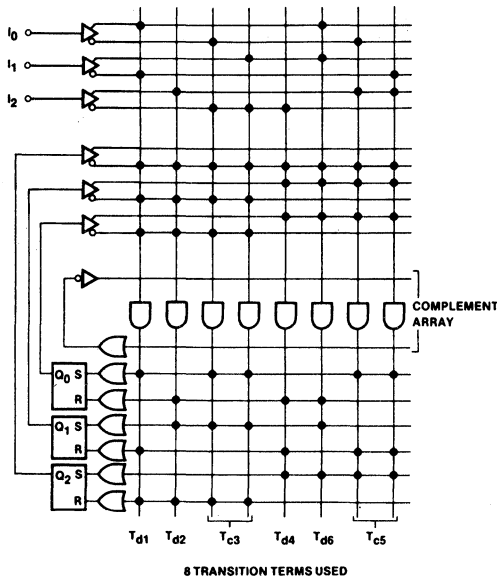 I0
I1
I2
COMPLEMENT
ARRAY
Q0 S
R
Q1 S
R
Q2 S
R
Td1 Td2 Tc3 Td4 Td6 Tc5
8 TRANSITION TERMS USED